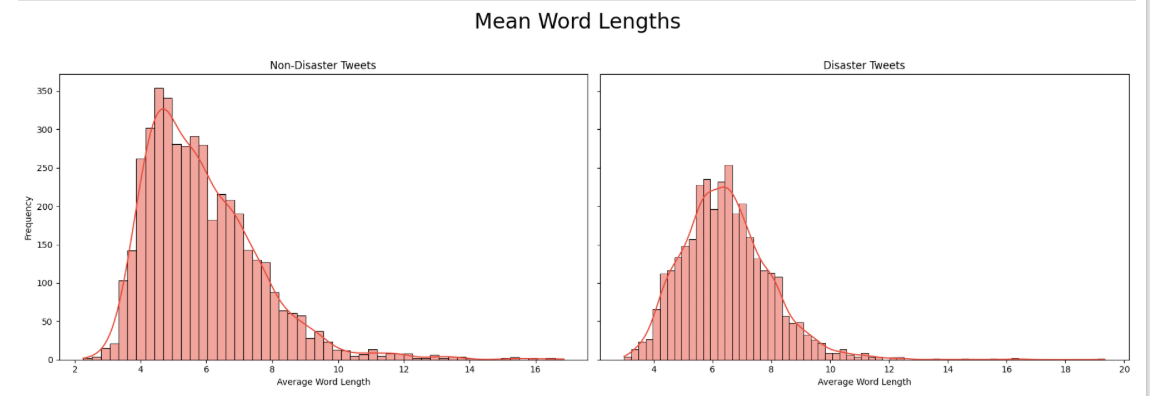 Mean Word Lengths
Non-Disaster Tweets
Disaster Tweets
350
300
250
200
150
100
50
0
Frequency
2 4 6 8 10 12 14 16
4 6 8 10 12 14 16 18 20
Average Word Length
Average Word Length